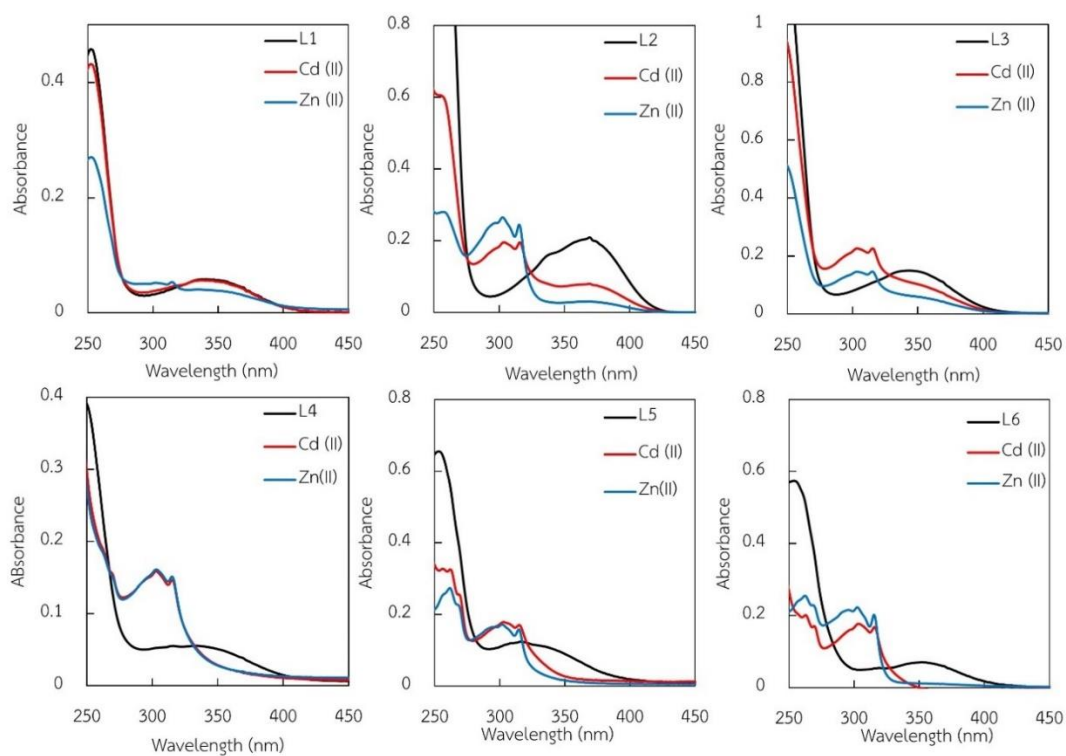 L1
Cd (II)
Zn (II)
Absorbance
0.4
0.2
0
250 300 350 400 450
Wavelength (nm)
L2
Cd (II)
Zn (II)
Absorbance
0.8
0.6
0.4
0.2
0
250 300 350 400 450
Wavelength (nm)
L3
Cd (II)
Zn (II)
Absorbance
1
0.8
0.6
0.4
0.2
0
250 300 350 400 450
Wavelength (nm)
L4
Cd (II)
Zn(II)
ABsorbance
0.4
0.3
0.2
0.1
0
250 300 350 400 450
Wavelength (nm)
L5
Cd (II)
Zn(II)
Absorbance
0.8
0.6
0.4
0.2
0
250 300 350 400 450
Wavelength (nm)
L6
Cd (II)
Zn (II)
Absorbance
0.8
0.6
0.4
0.2
0
250 300 350 400 450
Wavelength (nm)